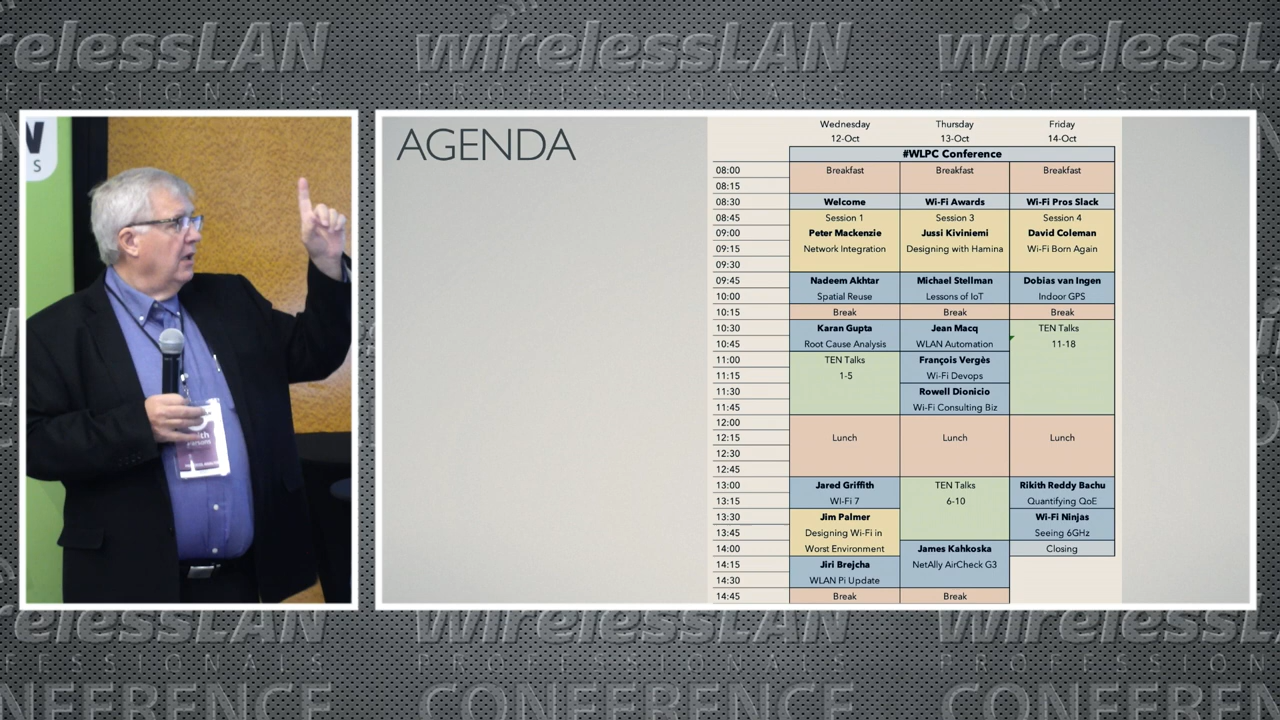 relessLAN wirelessLAN wirelessL
OFESSIONALS PROFESSIONALS PROFESSION
W
S
AGENDA
Wednesday Thursday Friday
12-Oct 13-Oct 14-Oct
#WLPC Conference
08:00 Breakfast Breakfast Breakfast
08:15
08:30 Welcome Wi-Fi Awards Wi-Fi Pros Slack
08:45 Session 1 Session 3 Session 4
09:00 Peter Mackenzie Jussi Kiviniemi David Coleman
09:15 Network Integration Designing with Hamina Wi-Fi Born Again
09:30
09:45 Nadeem Akhtar Michael Stellman Dobias van Ingen
10:00 Spatial Reuse Lessons of IoT Indoor GPS
10:15 Break Break Break
10:30 Karan Gupta Jean Macq TEN Talks
10:45 Root Cause Analysis WLAN Automation 11-18
11:00 TEN Talks François Vergès
11:15 1-5 Wi-Fi Devops
11:30 Rowell Dionicio
11:45 Wi-Fi Consulting Biz
12:00
12:15 Lunch Lunch Lunch
12:30
12:45
13:00 Jared Griffith TEN Talks Rikith Reddy Bachu
13:15 WI-Fi 7 6-10 Quantifying QoE
13:30 Jim Palmer Wi-Fi Ninjas
13:45 Designing Wi-Fi in Seeing 6GHz
14:00 Worst Environment James Kahkoska Closing
14:15 Jiri Brejcha NetAlly AirCheck G3
14:30 WLAN Pi Update
14:45 Break Break
elessLAN wirelessLAN wirelessLA
OFESSIONALS PROFESSIONALS PROFESSION
CONFERENCE CONFERENCE CONFEREN